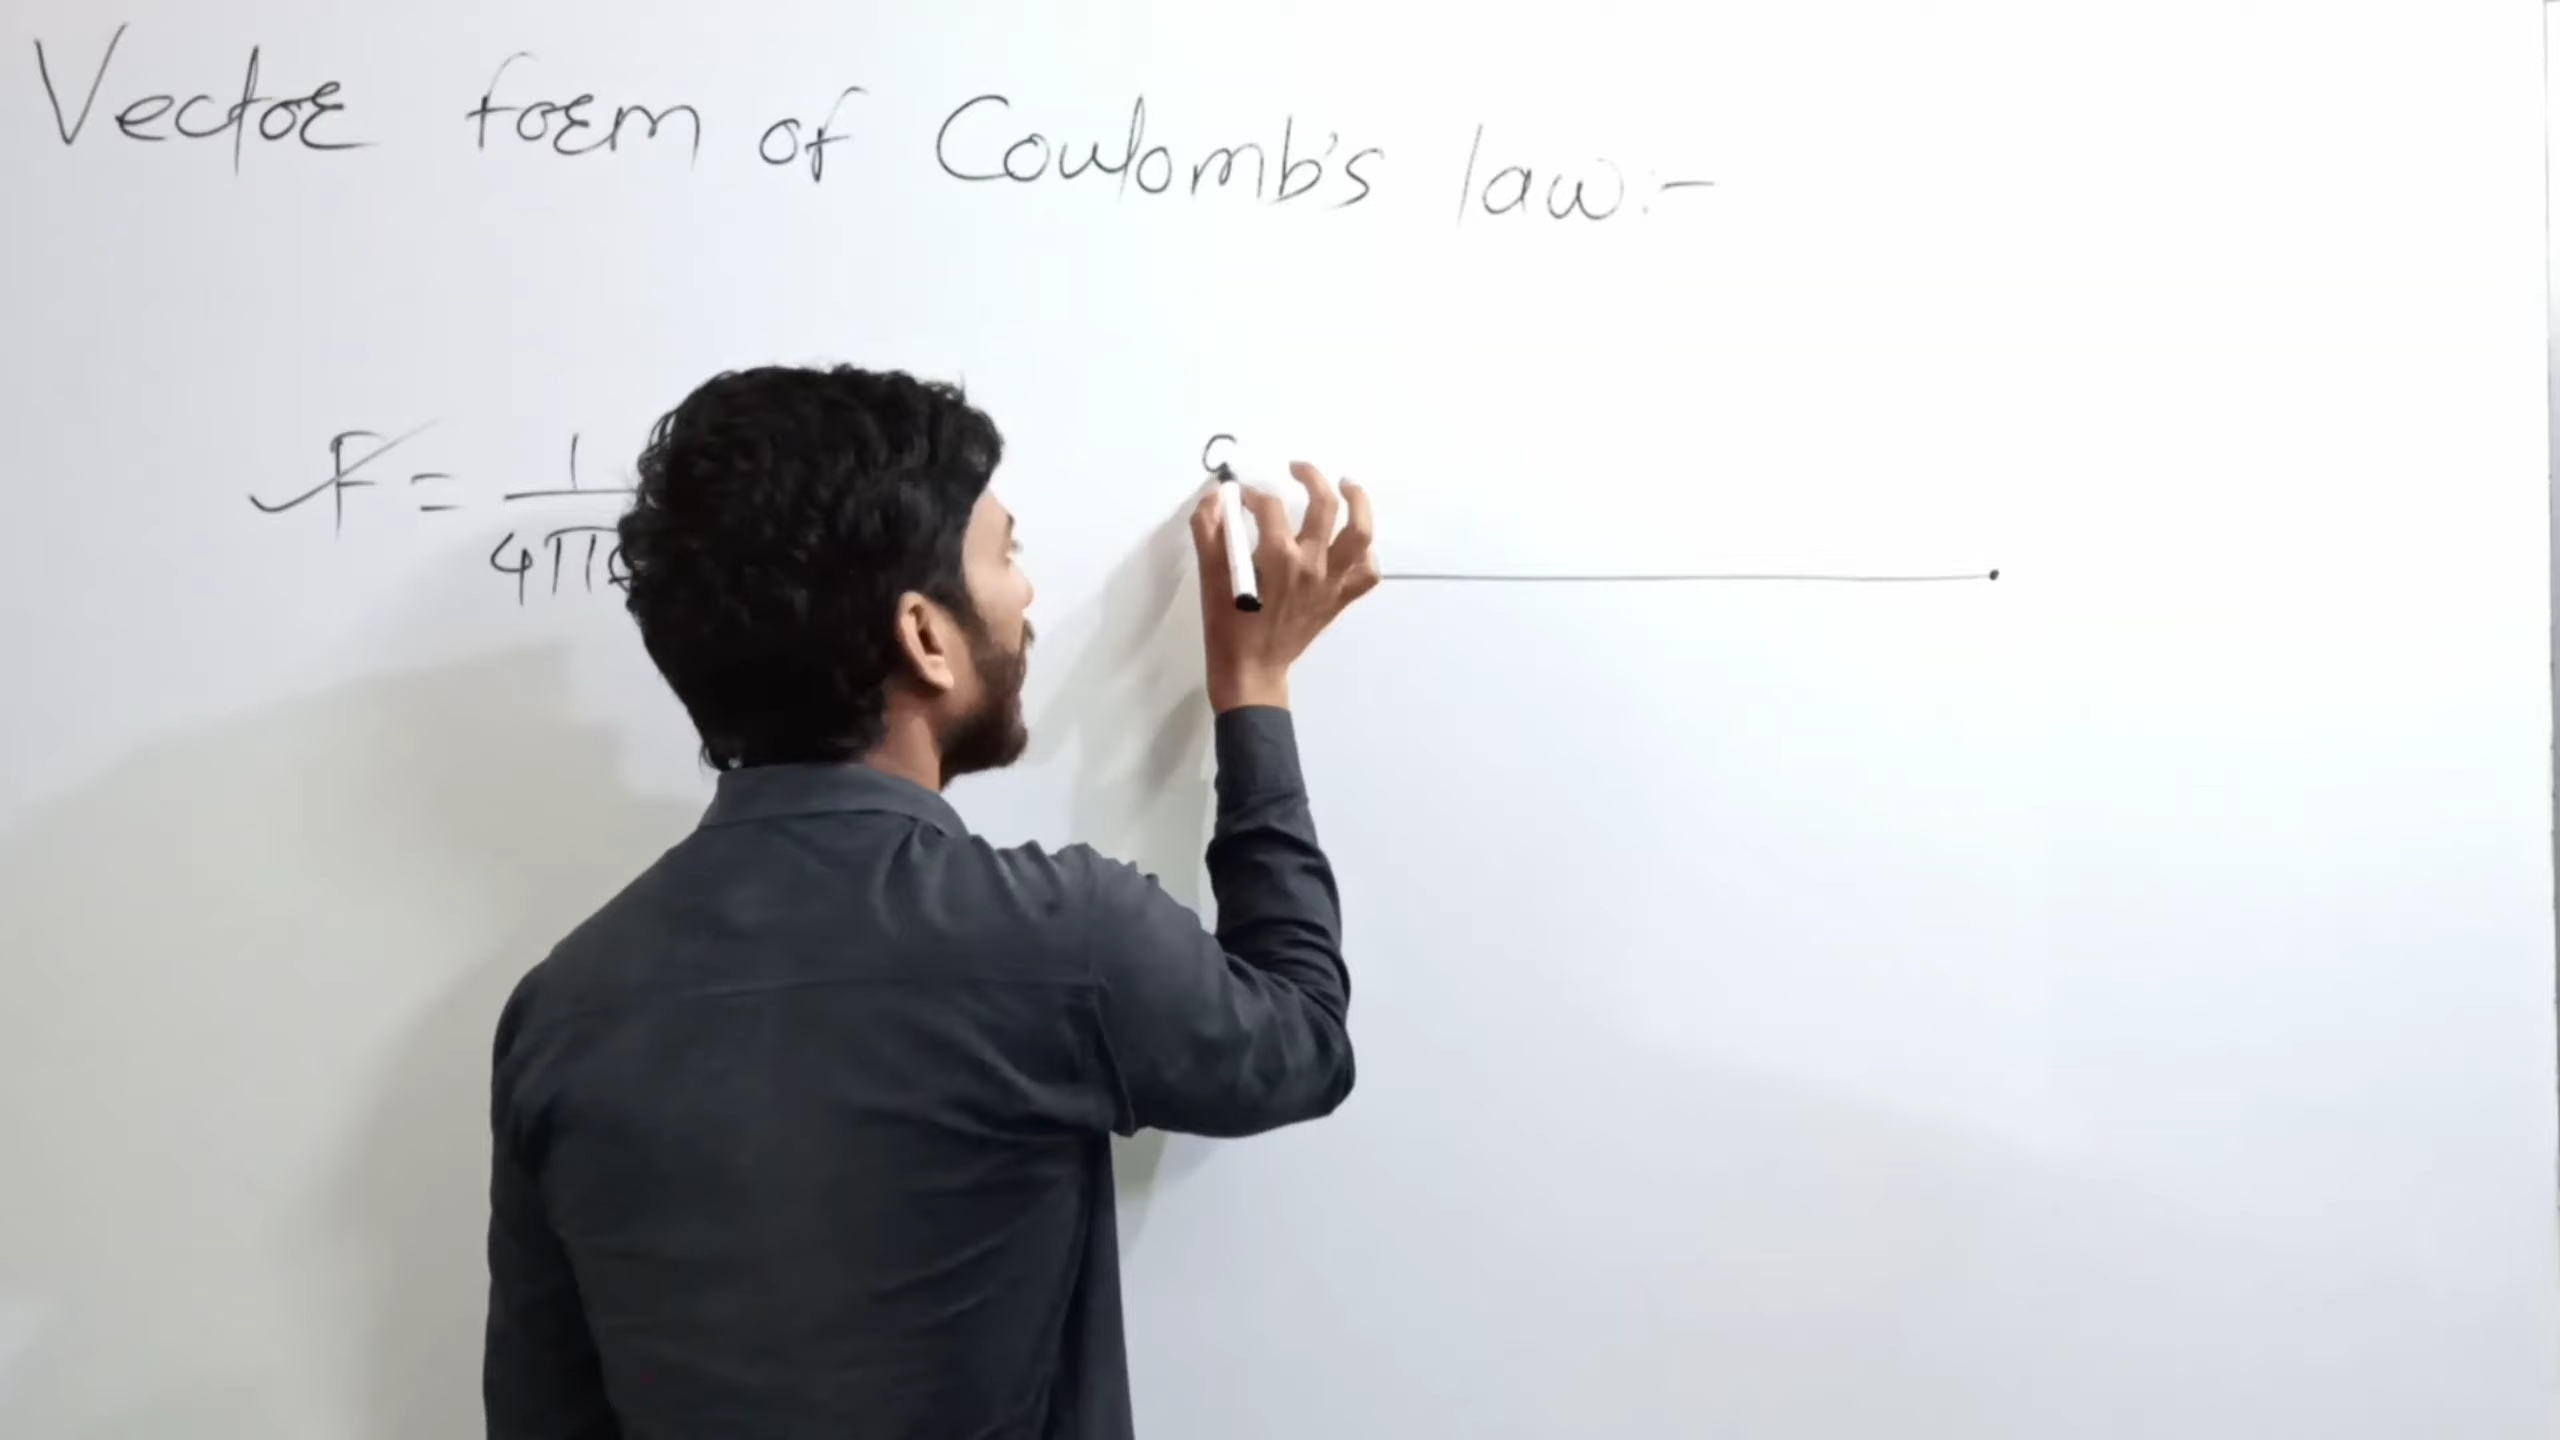 Vector form of Coulomb's law:-
F = 1
4π